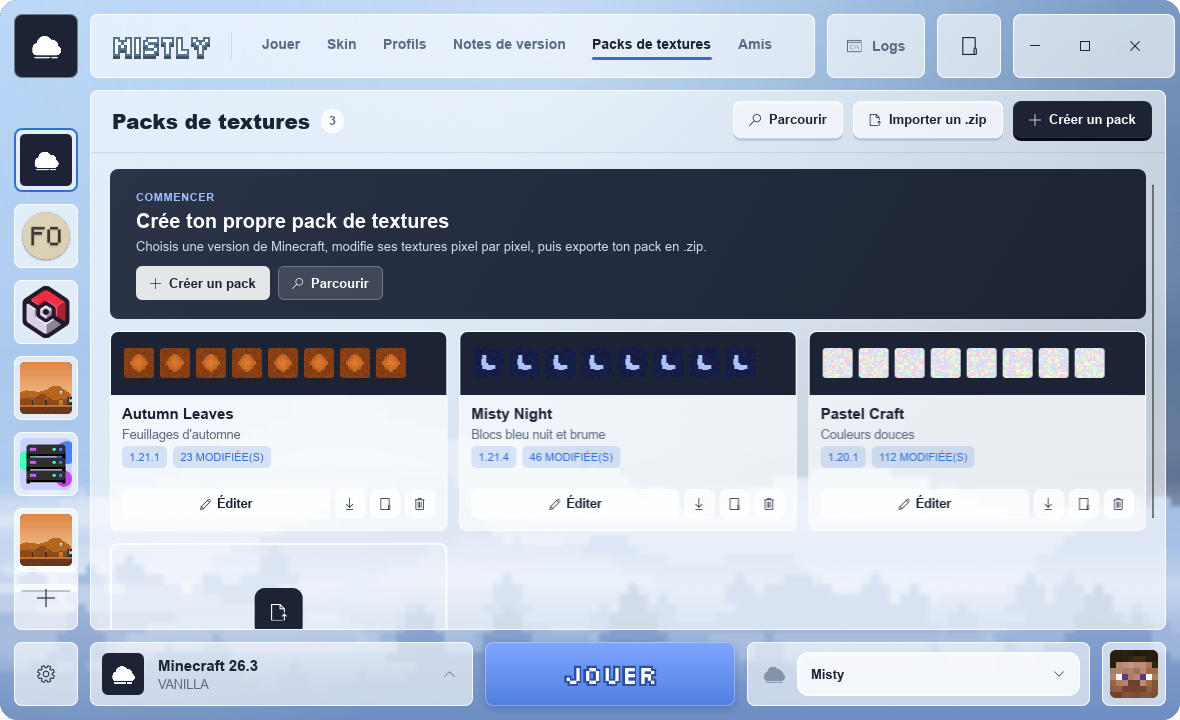 MISTLY
Jouer Skin Profils Notes de version Packs de textures Amis
Logs
Packs de textures 3
Parcourir
Importer un .zip
Créer un pack
FO
COMMENCER
Crée ton propre pack de textures
Choisis une version de Minecraft, modifie ses textures pixel par pixel, puis exporte ton pack en .zip.
Créer un pack
Parcourir
Autumn Leaves
Feuillages d'automne
1.21.1 23 MODIFIÉE(S)
Éditer
Misty Night
Blocs bleu nuit et brume
1.21.4 46 MODIFIÉE(S)
Éditer
Pastel Craft
Couleurs douces
1.20.1 112 MODIFIÉE(S)
Éditer
Minecraft 26.3
VANILLA
JOUER
Misty